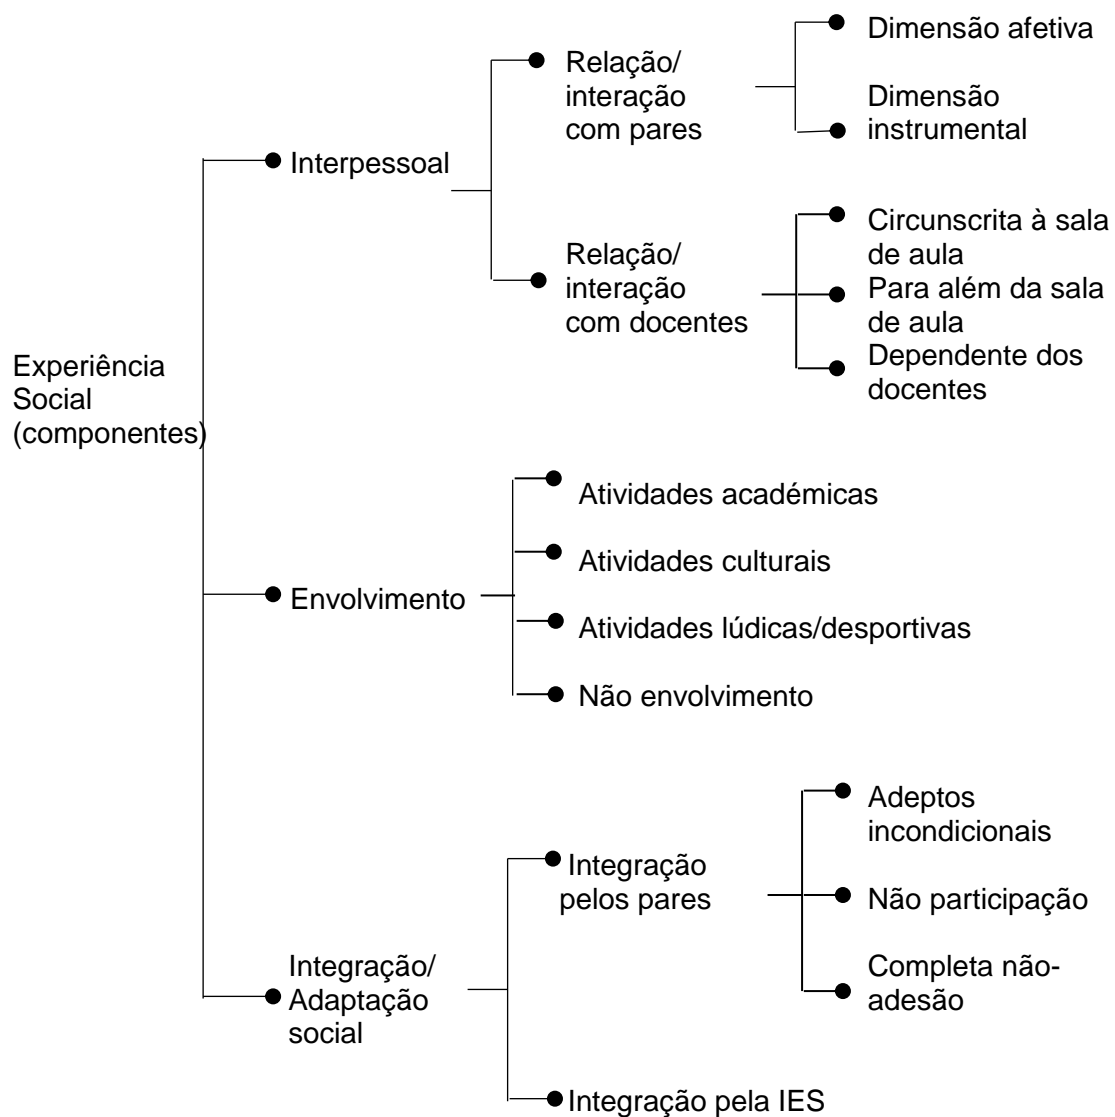 Experiência
Social
(componentes)
Interpessoal
Relação/
interação
com pares
Dimensão afetiva
Dimensão
instrumental
Relação/
interação
com docentes
Circunscrita à sala
de aula
Para além da sala
de aula
Dependente dos
docentes
Envolvimento
Atividades académicas
Atividades culturais
Atividades lúdicas/desportivas
Não envolvimento
Integração/
Adaptação
social
Integração
pelos pares
Adeptos
incondicionais
Não participação
Completa não-
adesão
Integração pela IES